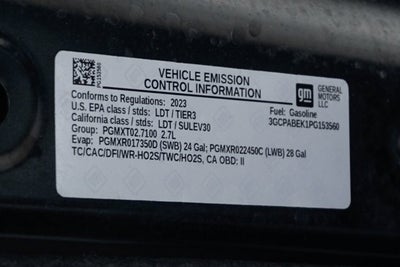 PG153560
VEHICLE EMISSION
CONTROL INFORMATION
gm
GENERAL
MOTORS
LLC
Conforms to Regulations: 2023
U.S. EPA class / stds: LDT / TIER3
Fuel: Gasoline
California class / stds: LDT / SULEV30
3GCPABEK1PG153560
Group: PGMXT02.7100 2.7L
Evap: PGMXR017350D (SWB) 24 Gal; PGMXR022450C (LWB) 28 Gal
TC/CAC/DFI/WR-HO2S/TWC/HO2S, CA OBD: II